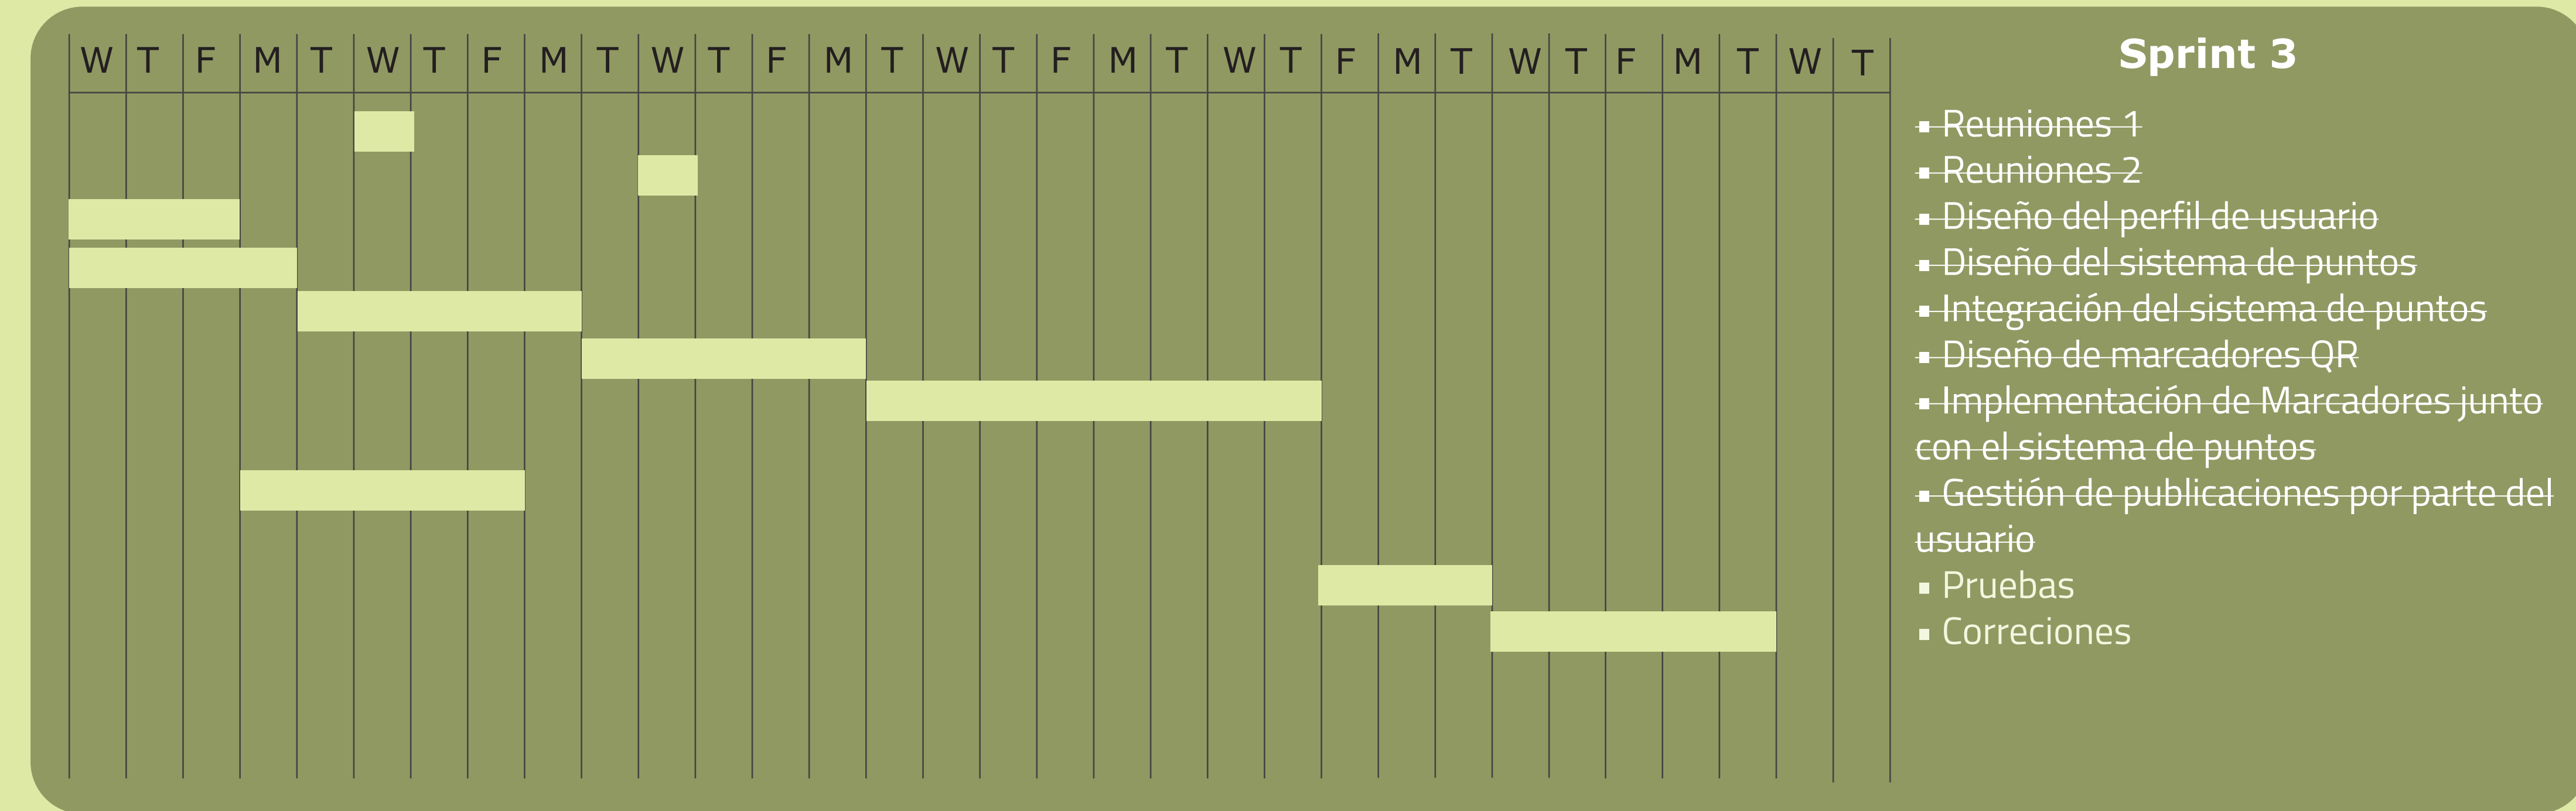 W T F M T W T F M T W T F M T W T F M T W T F M T W T F M T W T
Sprint 3
▪ Reuniones 1
▪ Reuniones 2
▪ Diseño del perfil de usuario
▪ Diseño del sistema de puntos
▪ Integración del sistema de puntos
▪ Diseño de marcadores QR
▪ Implementación de Marcadores junto
con el sistema de puntos
▪ Gestión de publicaciones por parte del
usuario
▪ Pruebas
▪ Correciones